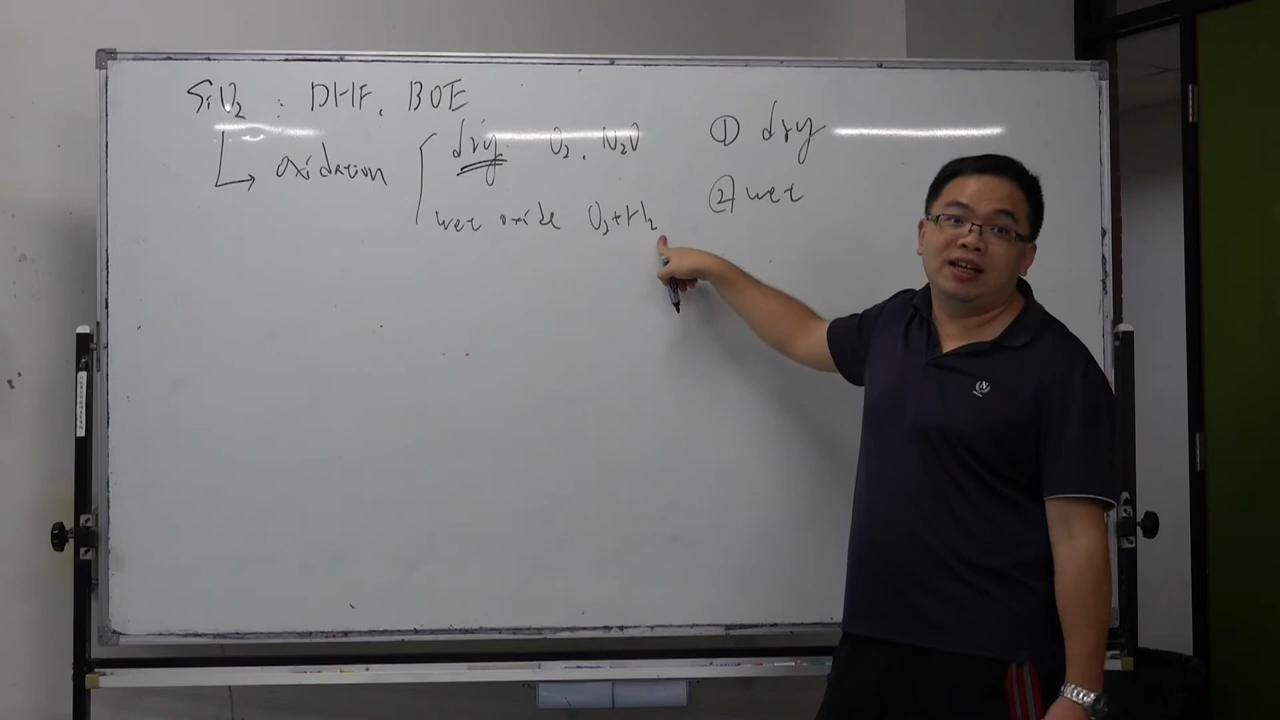 SiO2 : DHF, BOE
oxidation
dry O2, N2O
wet oxide O2+H2
① dry
② wet
N